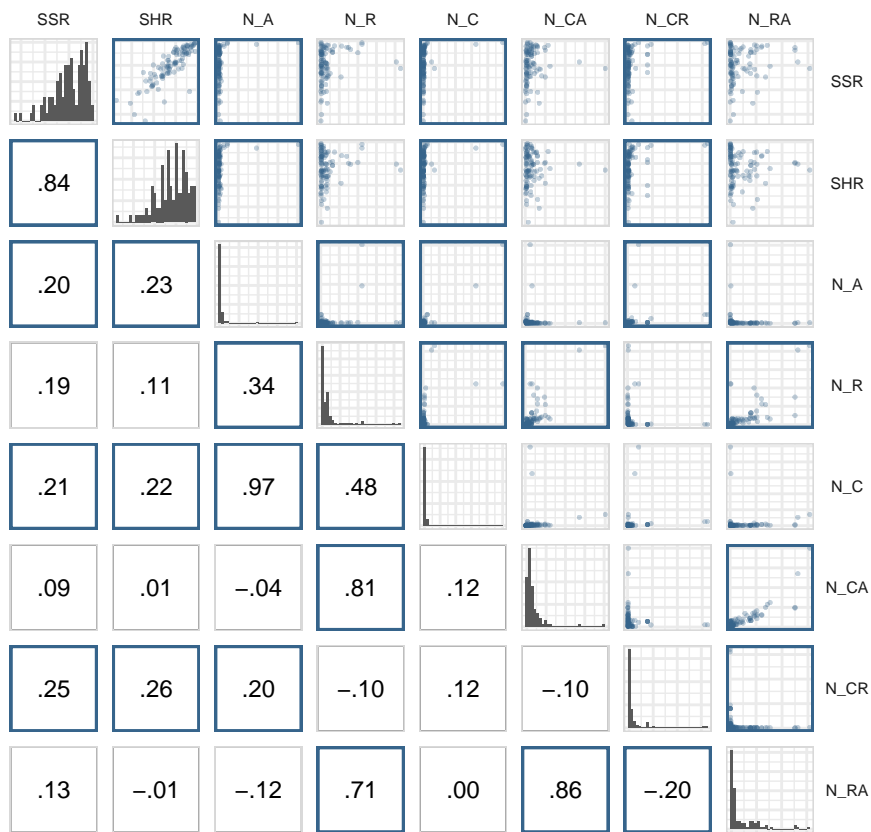 SSR SHR N_A N_R N_C N_CA N_CR N_RA
SSR
.84 SHR
.20 .23 N_A
.19 .11 .34 N_R
.21 .22 .97 .48 N_C
.09 .01 −.04 .81 .12 N_CA
.25 .26 .20 −.10 .12 −.10 N_CR
.13 −.01 −.12 .71 .00 .86 −.20 N_RA